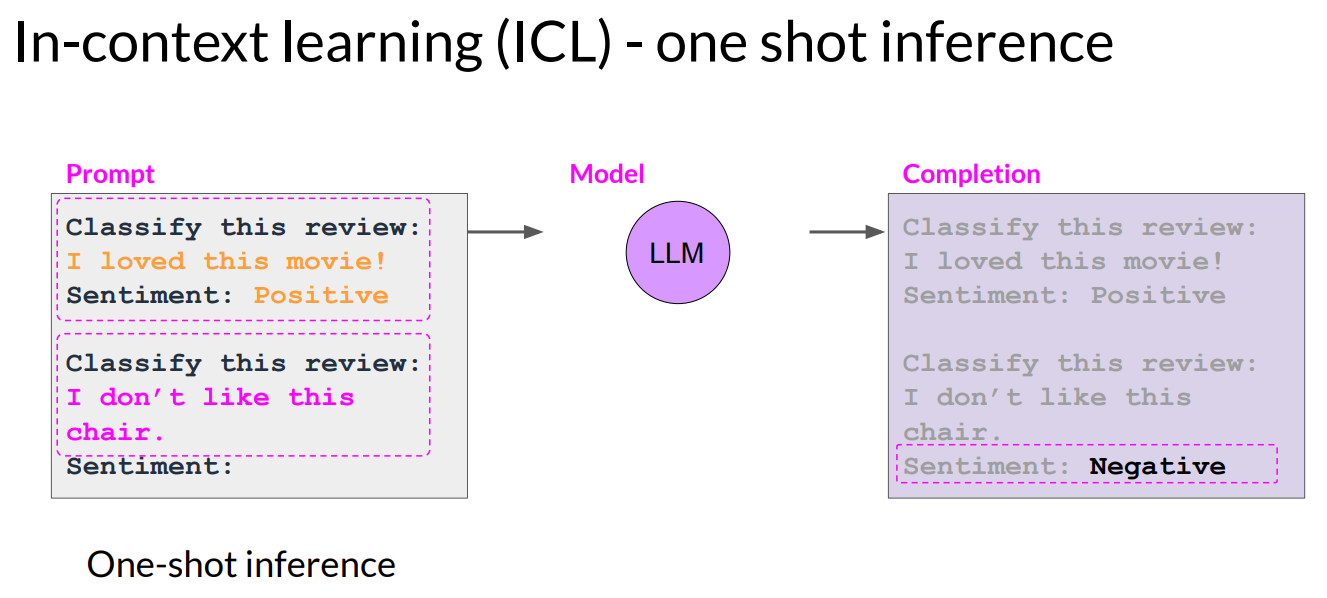 In-context learning (ICL) - one shot inference
Prompt
Classify this review:
I loved this movie!
Sentiment: Positive
Classify this review:
I don’t like this
chair.
Sentiment:
One-shot inference
Model
LLM
Completion
Classify this review:
I loved this movie!
Sentiment: Positive
Classify this review:
I don’t like this
chair.
Sentiment: Negative